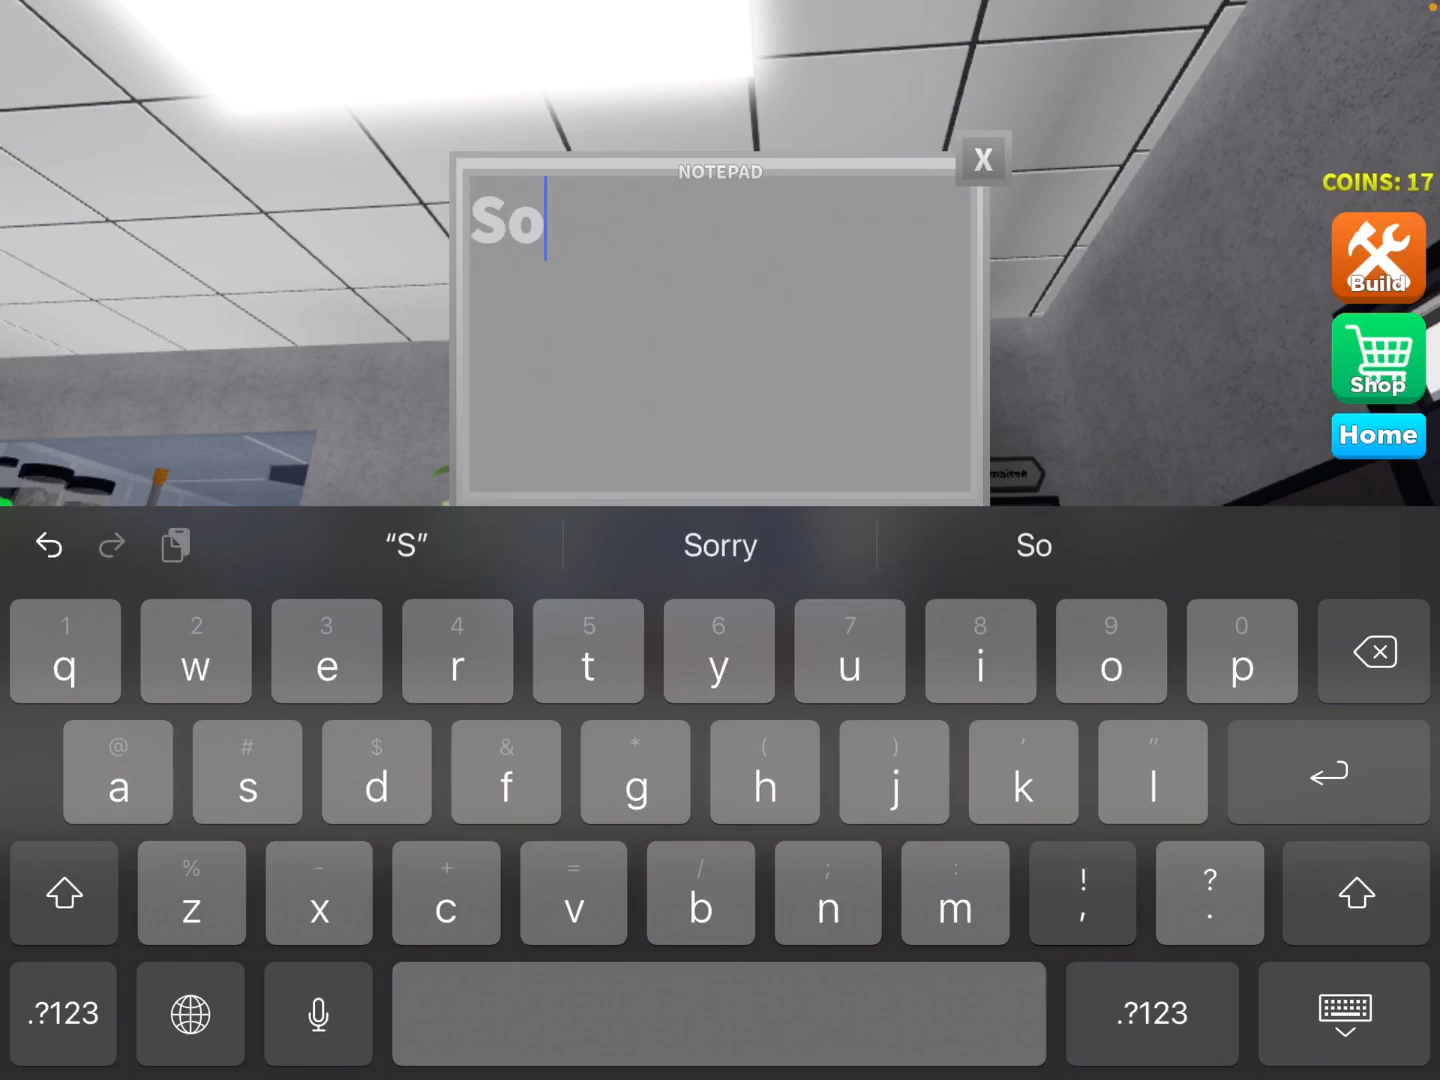 NOTEPAD
X
So
COINS: 17
Build
Shop
Home
“S”
Sorry
So
1 2 3 4 5 6 7 8 9 0
q w e r t y u i o p
@ # $ & * ( ) ' "
a s d f g h j k l
% - + = / ; : ! ?
z x c v b n m , .
.?123
.?123